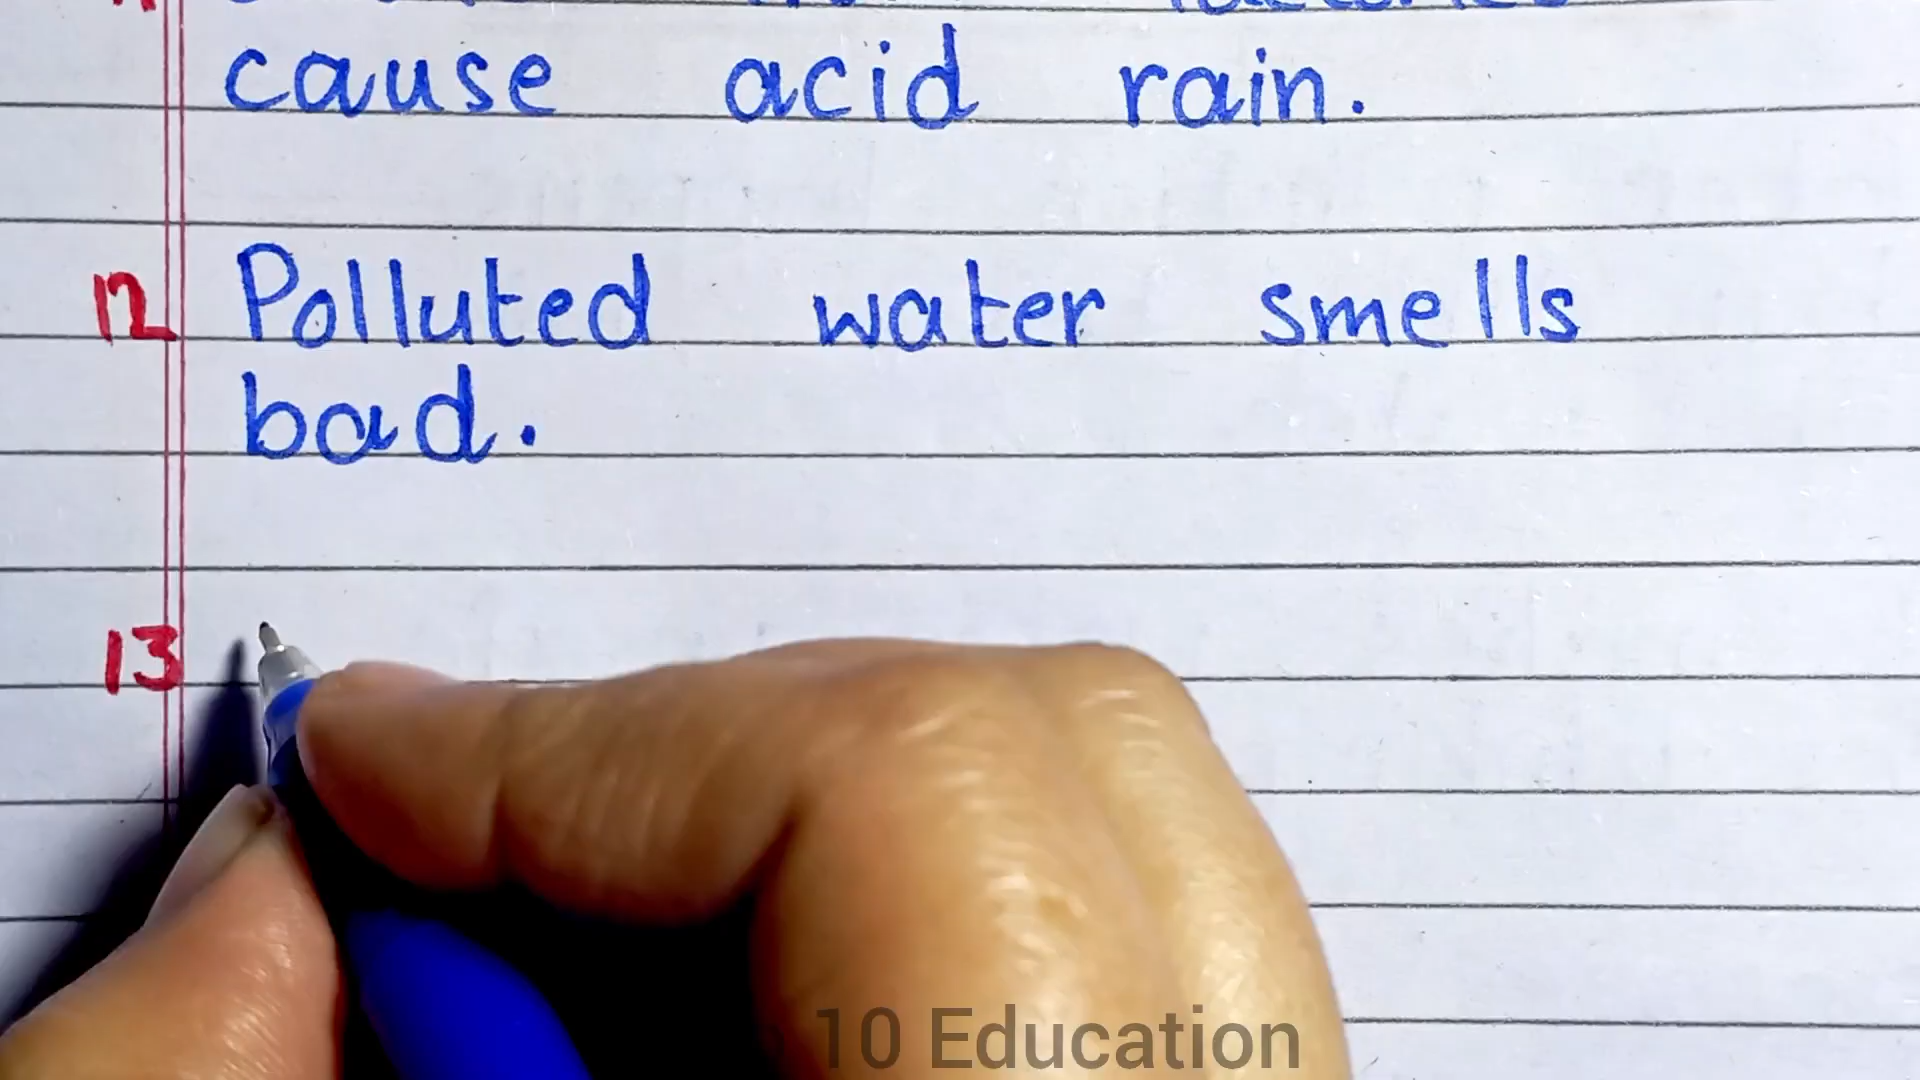 cause acid rain.
12 Polluted water smells
bad.
13
10 Education